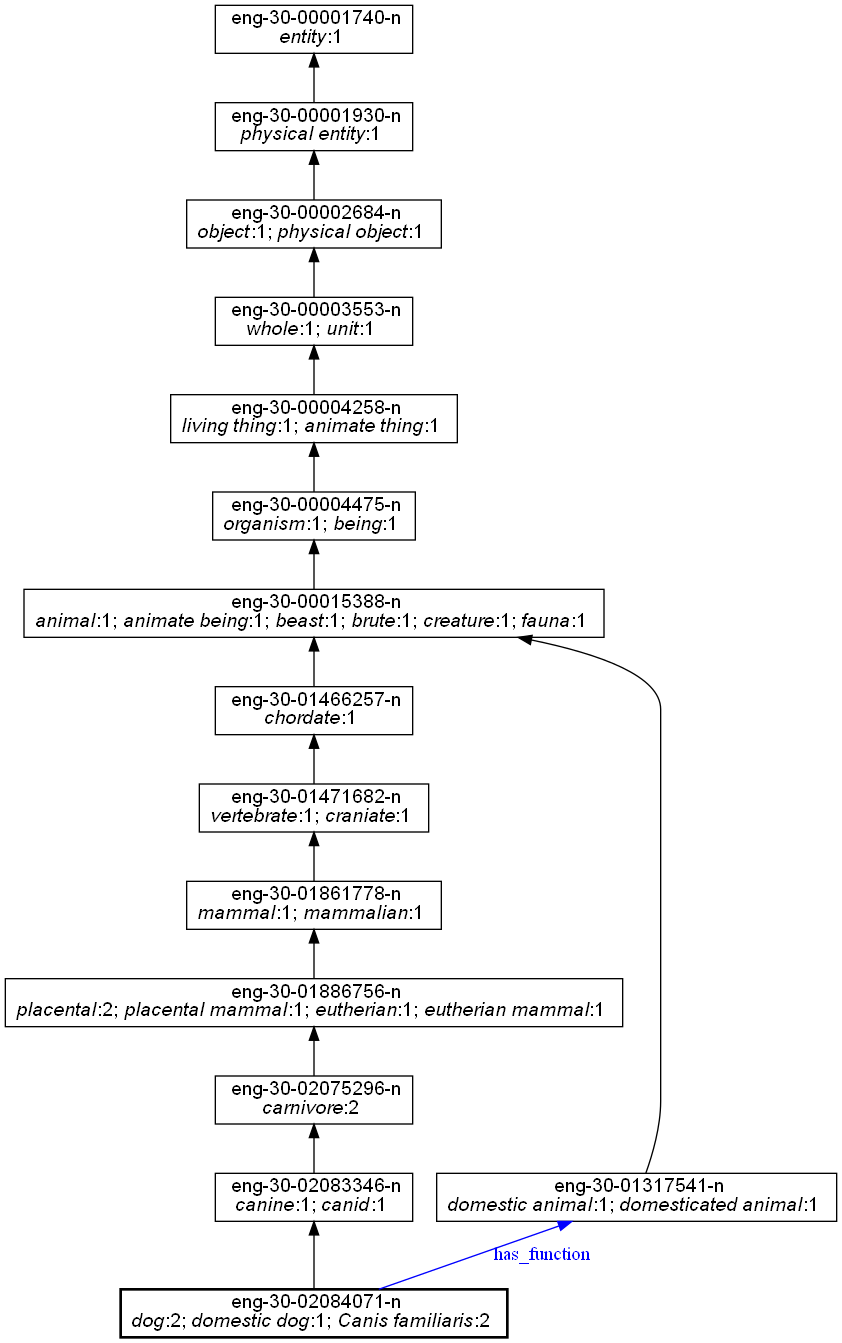 eng-30-00001740-n
entity:1
eng-30-00001930-n
physical entity:1
eng-30-00002684-n
object:1; physical object:1
eng-30-00003553-n
whole:1; unit:1
eng-30-00004258-n
living thing:1; animate thing:1
eng-30-00004475-n
organism:1; being:1
eng-30-00015388-n
animal:1; animate being:1; beast:1; brute:1; creature:1; fauna:1
eng-30-01466257-n
chordate:1
eng-30-01471682-n
vertebrate:1; craniate:1
eng-30-01861778-n
mammal:1; mammalian:1
eng-30-01886756-n
placental:2; placental mammal:1; eutherian:1; eutherian mammal:1
eng-30-02075296-n
carnivore:2
eng-30-02083346-n
canine:1; canid:1
eng-30-01317541-n
domestic animal:1; domesticated animal:1
has_function
eng-30-02084071-n
dog:2; domestic dog:1; Canis familiaris:2